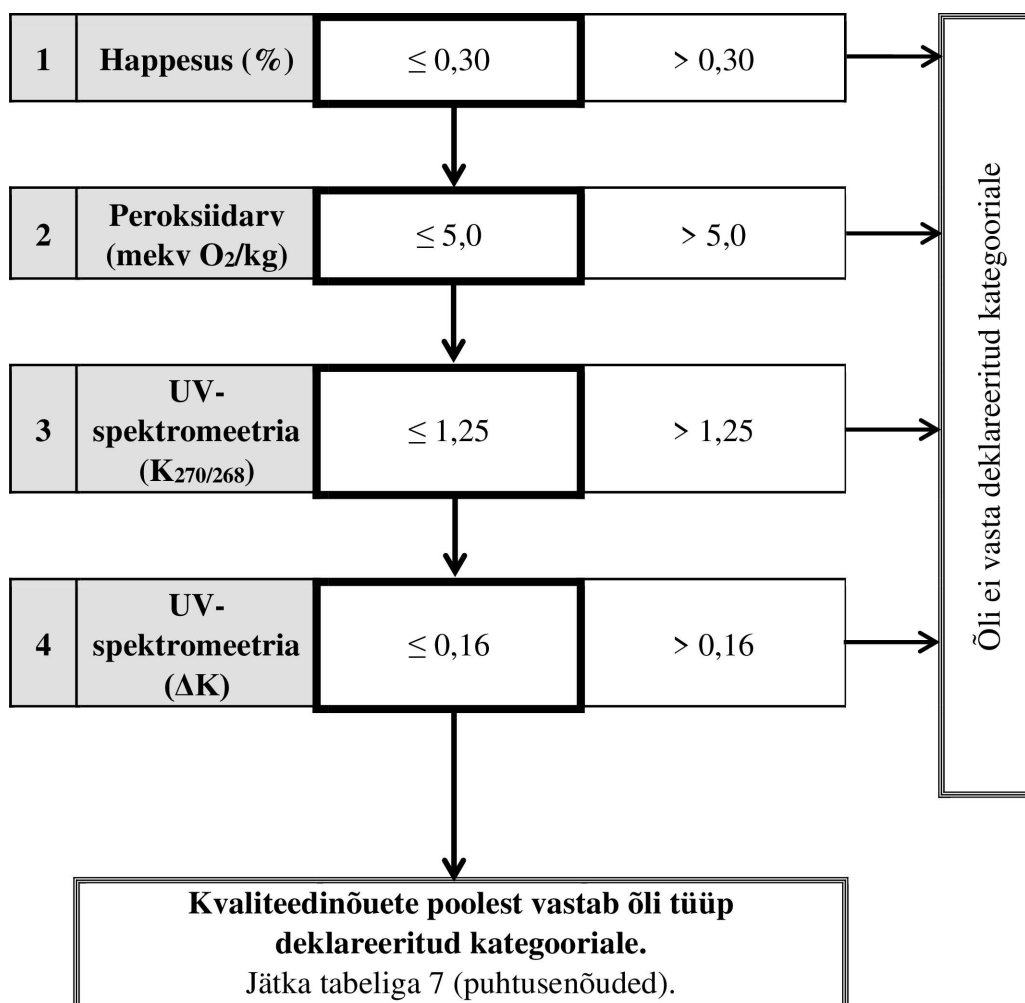 1 Happesus (%) ≤ 0,30 > 0,30
2 Peroksiidarv
(mekv O₂/kg) ≤ 5,0 > 5,0
3 UV-
spektromeetria
(K₂₇₀/₂₆₈) ≤ 1,25 > 1,25
4 UV-
spektromeetria
(ΔK) ≤ 0,16 > 0,16
Õli ei vasta deklareeritud kategooriale
Kvaliteedinõuete poolest vastab õli tüüp
deklareeritud kategooriale.
Jätka tabeliga 7 (puhtusenõuded).